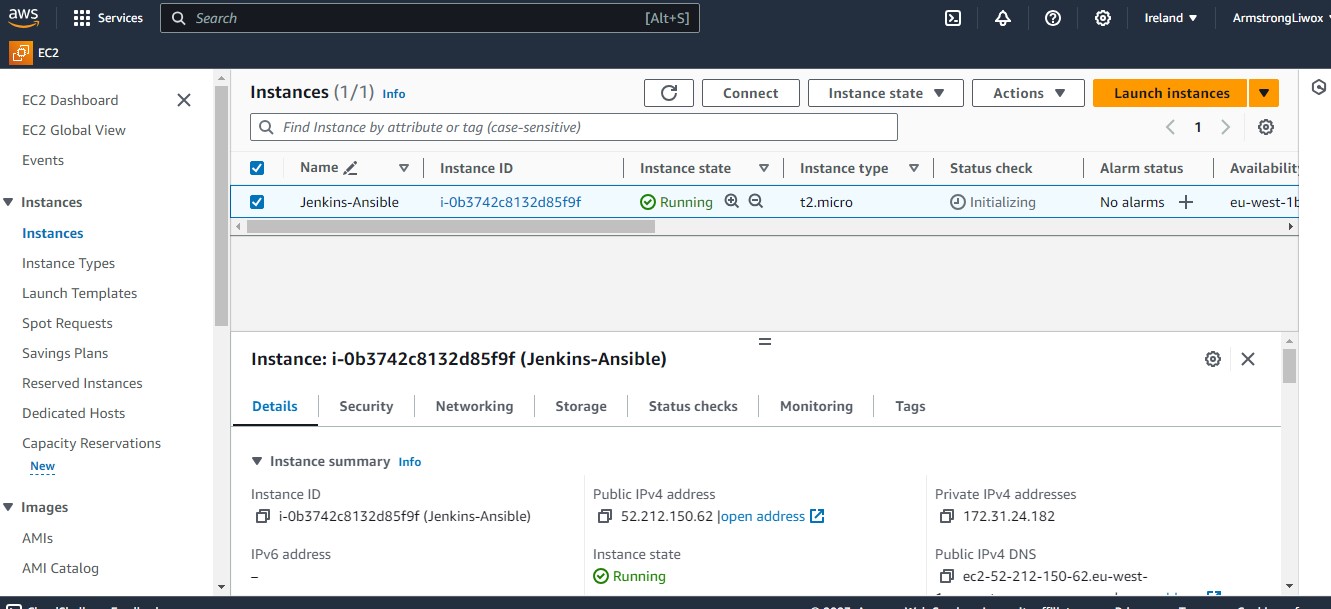 aws Services Search [Alt+S] Ireland ArmstrongLiwox
EC2
EC2 Dashboard
EC2 Global View
Events
Instances
Instances
Instance Types
Launch Templates
Spot Requests
Savings Plans
Reserved Instances
Dedicated Hosts
Capacity Reservations
New
Images
AMIs
AMI Catalog
Instances (1/1) Info Connect Instance state Actions Launch instances
Find Instance by attribute or tag (case-sensitive) 1
Name Instance ID Instance state Instance type Status check Alarm status Availability
Jenkins-Ansible i-0b3742c8132d85f9f Running t2.micro Initializing No alarms eu-west-1b
Instance: i-0b3742c8132d85f9f (Jenkins-Ansible)
Details Security Networking Storage Status checks Monitoring Tags
Instance summary Info
Instance ID Public IPv4 address Private IPv4 addresses
i-0b3742c8132d85f9f (Jenkins-Ansible) 52.212.150.62 |open address 172.31.24.182
IPv6 address Instance state Public IPv4 DNS
– Running ec2-52-212-150-62.eu-west-